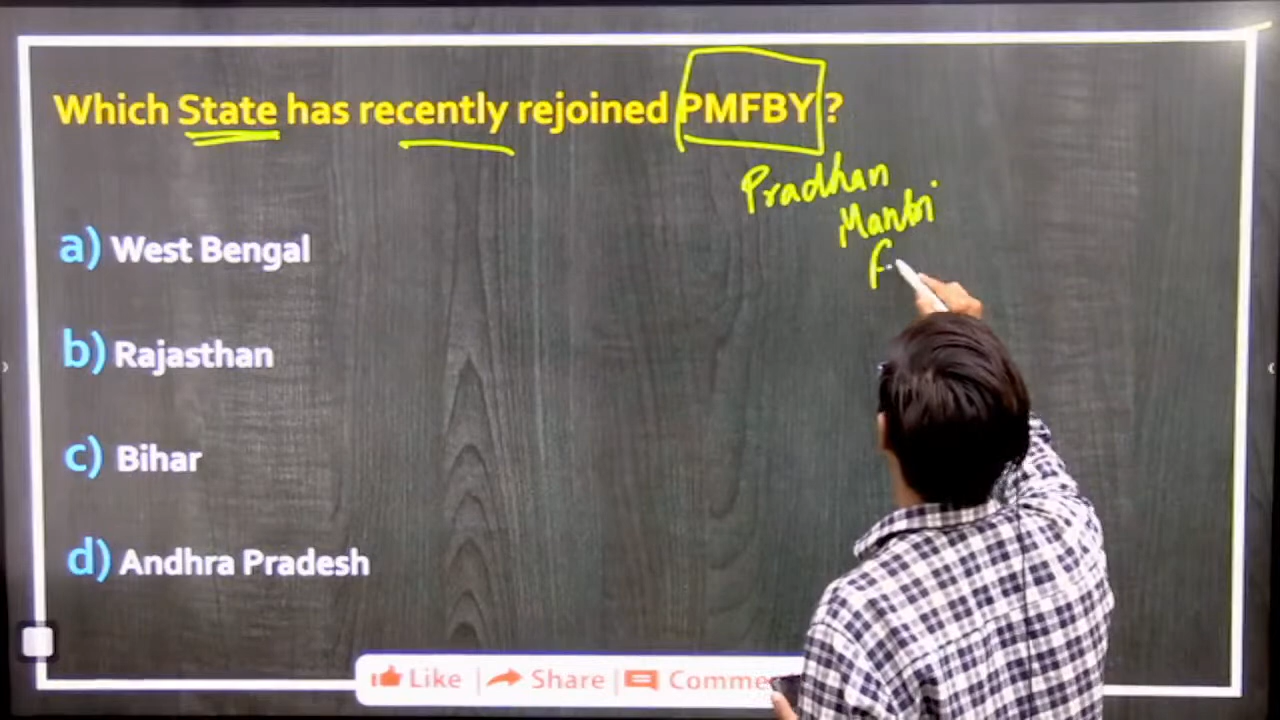 Which State has recently rejoined PMFBY ?
Pradhan
Mantri
F
a) West Bengal
b) Rajasthan
c) Bihar
d) Andhra Pradesh
Like | Share | Comme